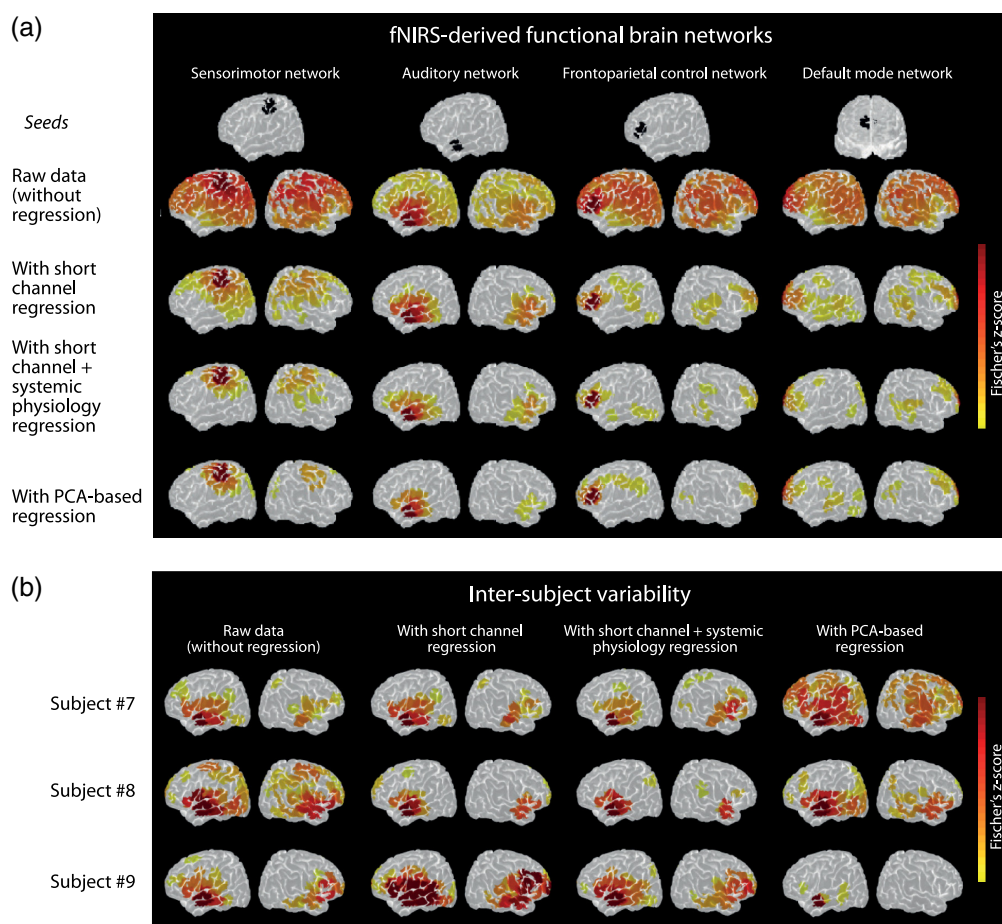 (a)
fNIRS-derived functional brain networks
Sensorimotor network
Auditory network
Frontoparietal control network
Default mode network
Seeds
Raw data
(without
regression)
With short
channel
regression
With short
channel +
systemic
physiology
regression
With PCA-based
regression
Fischer's z-score
(b)
Inter-subject variability
Raw data
(without regression)
With short channel
regression
With short channel + systemic
physiology regression
With PCA-based
regression
Subject #7
Subject #8
Subject #9
Fischer's z-score